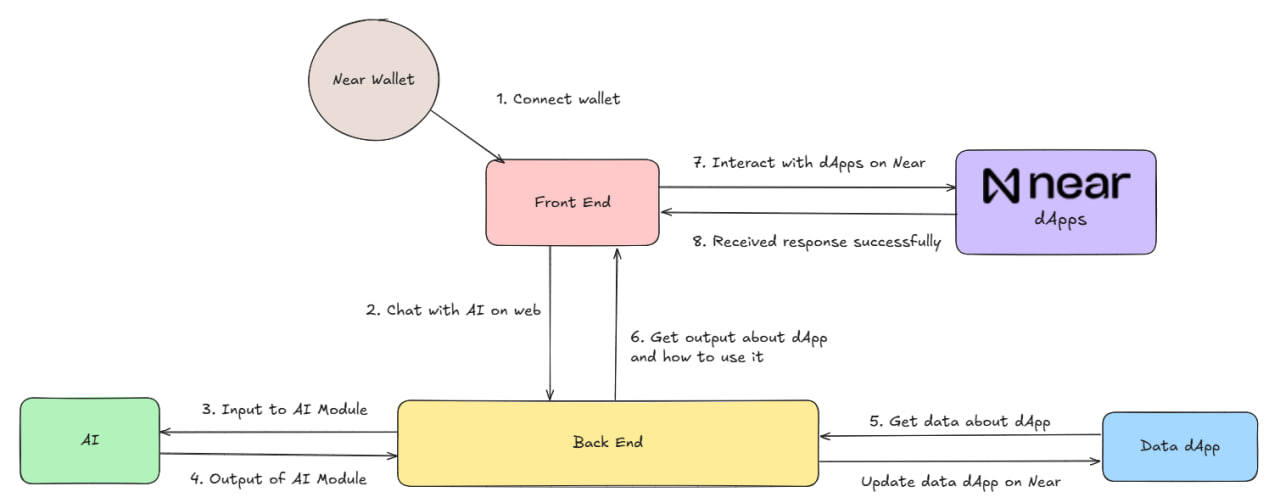 Near Wallet
1. Connect wallet
7. Interact with dApps on Near
near
dApps
Front End
8. Received response successfully
2. Chat with AI on web
6. Get output about dApp
and how to use it
3. Input to AI Module
AI
4. Output of AI Module
Back End
5. Get data about dApp
Data dApp
Update data dApp on Near